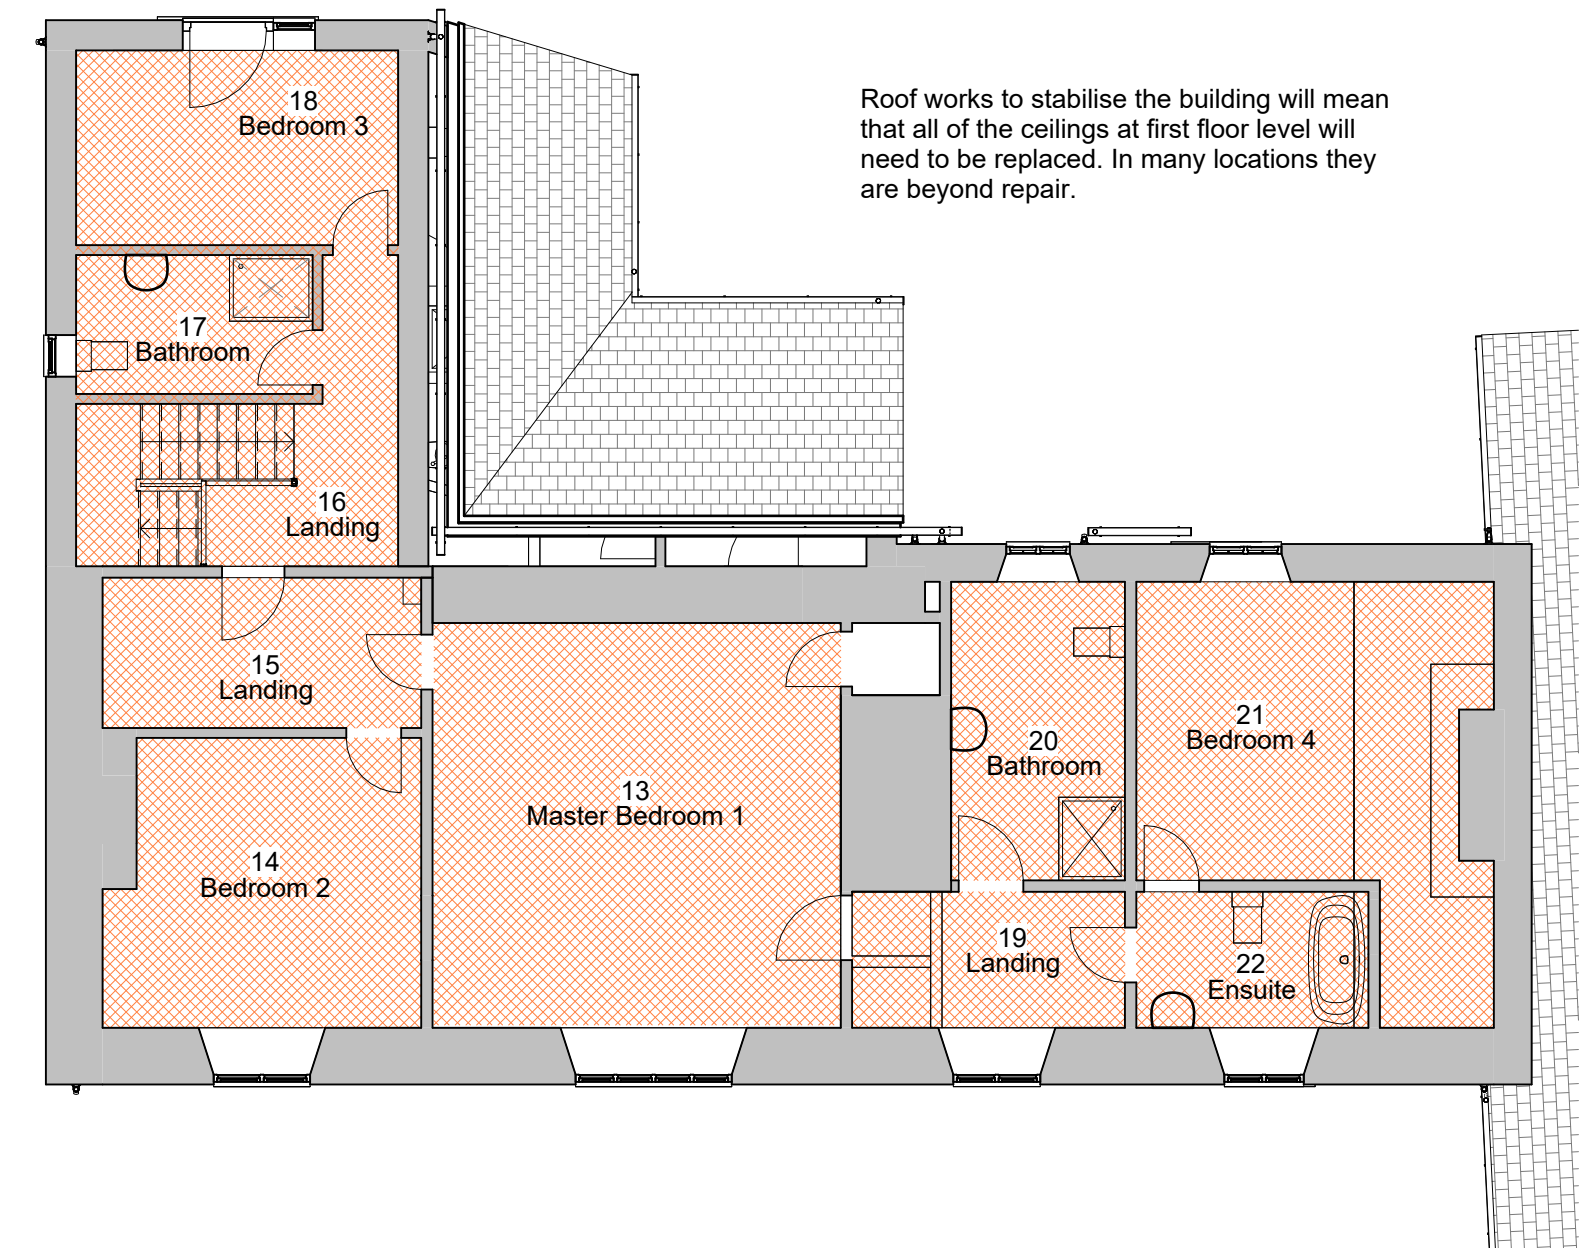 18
Bedroom 3
Roof works to stabilise the building will mean
that all of the ceilings at first floor level will
need to be replaced. In many locations they
are beyond repair.
17
Bathroom
16
Landing
15
Landing
14
Bedroom 2
13
Master Bedroom 1
20
Bathroom
21
Bedroom 4
19
Landing
22
Ensuite